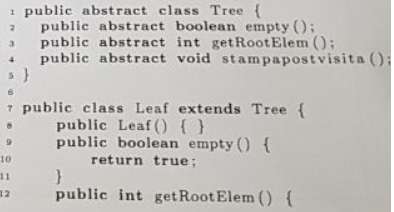 1 public abstract class Tree {
2 public abstract boolean empty();
3 public abstract int getRootElem();
4 public abstract void stampapostvisita();
5 }
6
7 public class Leaf extends Tree {
8 public Leaf() { }
9 public boolean empty() {
10 return true;
11 }
12 public int getRootElem() {